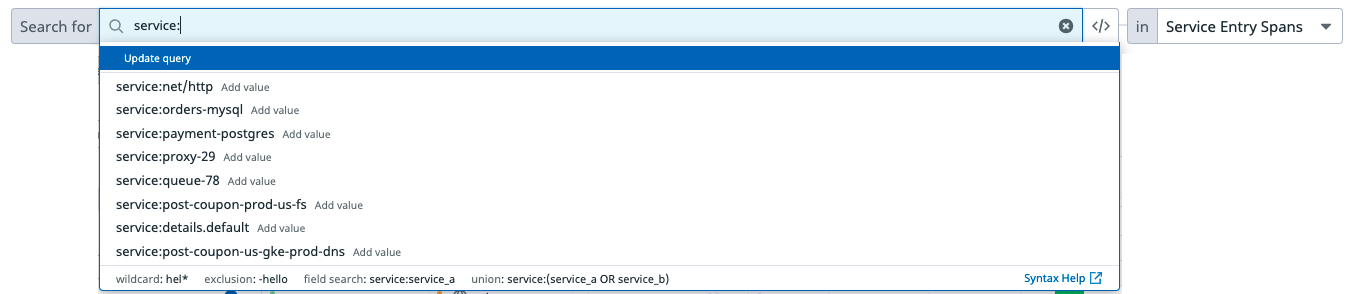 Search for service: </> in Service Entry Spans
Update query
service:net/http Add value
service:orders-mysql Add value
service:payment-postgres Add value
service:proxy-29 Add value
service:queue-78 Add value
service:post-coupon-prod-us-fs Add value
service:details.default Add value
service:post-coupon-us-gke-prod-dns Add value
wildcard: hel* exclusion: -hello field search: service:service_a union: service:(service_a OR service_b) Syntax Help